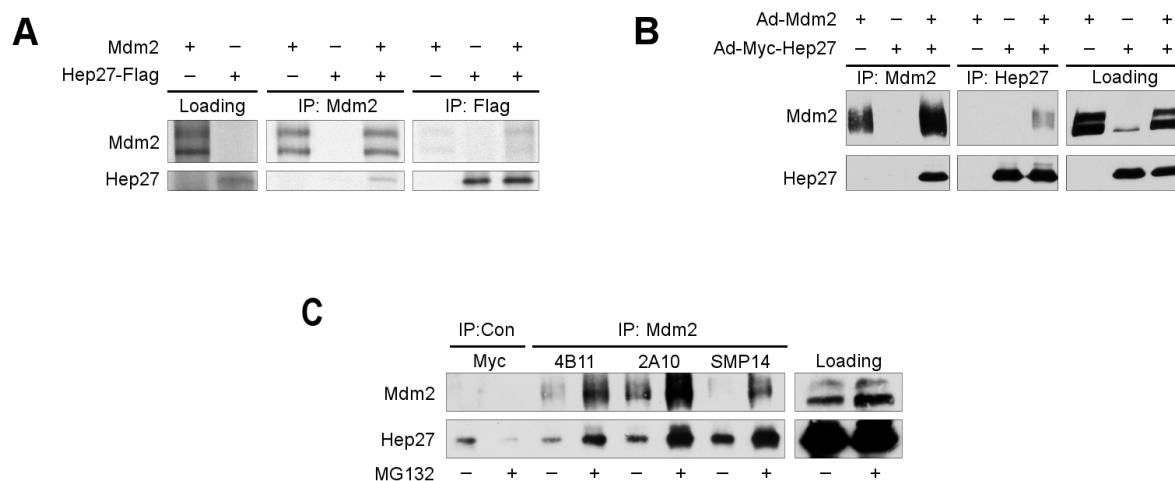 A
Mdm2 + – + – + + – +
Hep27-Flag – + – + + – + +
Loading IP: Mdm2 IP: Flag
Mdm2
Hep27
B
Ad-Mdm2 + – + + – + + – +
Ad-Myc-Hep27 – + + – + + – + +
IP: Mdm2 IP: Hep27 Loading
Mdm2
Hep27
C
IP:Con IP: Mdm2
Myc 4B11 2A10 SMP14 Loading
Mdm2
Hep27
MG132 – + – + – + – + – +